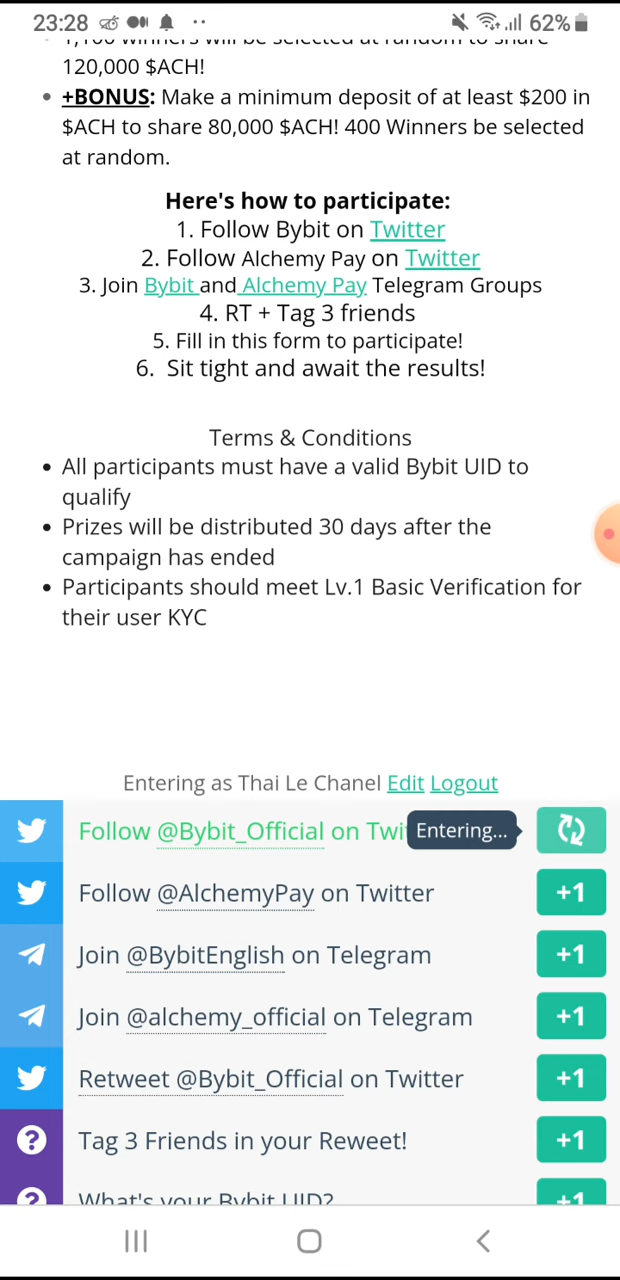 23:28
62%
120,000 $ACH!
+BONUS: Make a minimum deposit of at least $200 in
$ACH to share 80,000 $ACH! 400 Winners be selected
at random.
Here's how to participate:
1. Follow Bybit on Twitter
2. Follow Alchemy Pay on Twitter
3. Join Bybit and Alchemy Pay Telegram Groups
4. RT + Tag 3 friends
5. Fill in this form to participate!
6. Sit tight and await the results!
Terms & Conditions
All participants must have a valid Bybit UID to
qualify
Prizes will be distributed 30 days after the
campaign has ended
Participants should meet Lv.1 Basic Verification for
their user KYC
Entering as Thai Le Chanel Edit Logout
Follow @Bybit_Official on Twi Entering...
Follow @AlchemyPay on Twitter +1
Join @BybitEnglish on Telegram +1
Join @alchemy_official on Telegram +1
Retweet @Bybit_Official on Twitter +1
Tag 3 Friends in your Reweet! +1
What's your Bybit UID? +1